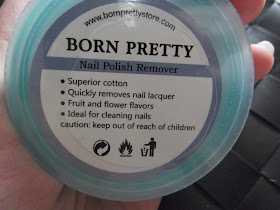 www.bornprettystore.com
BORN PRETTY
Nail Polish Remover
• Superior cotton
• Quickly removes nail lacquer
• Fruit and flower flavors
• Ideal for cleaning nails
caution: keep out of reach of children